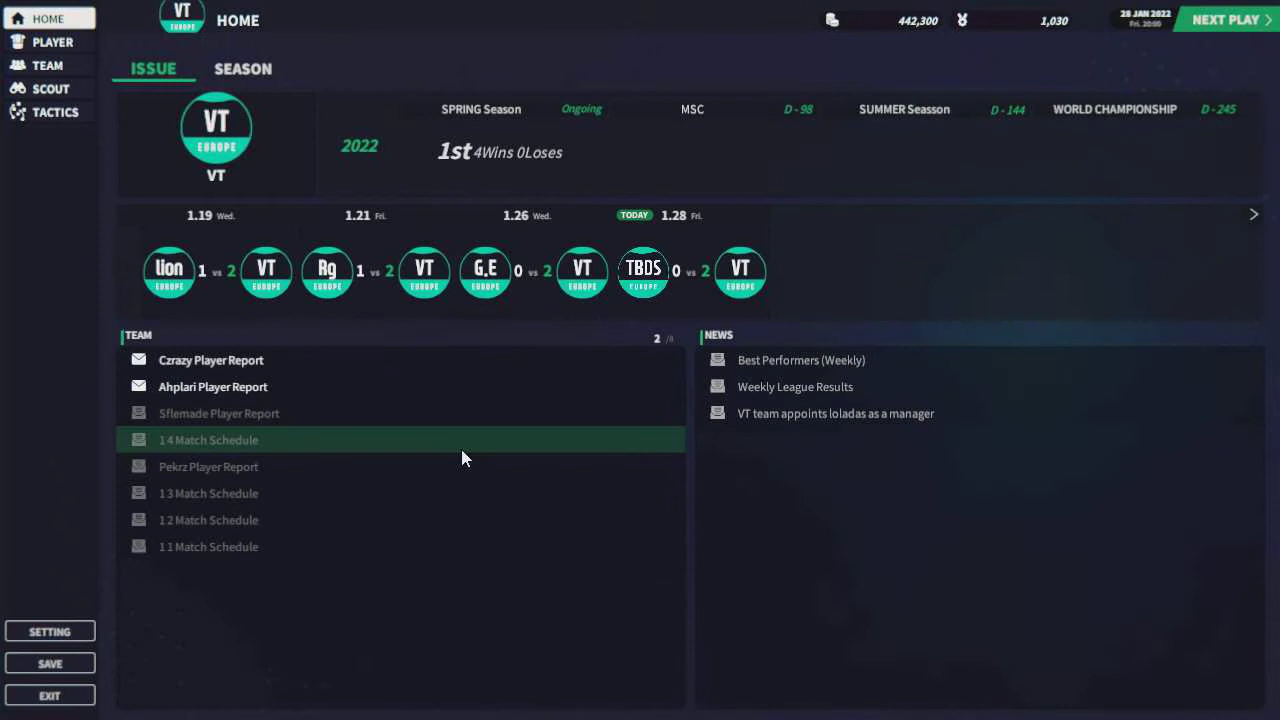 HOME
PLAYER
TEAM
SCOUT
TACTICS
SETTING
SAVE
EXIT
VT
EUROPE
HOME
442,300
1,030
28 JAN 2022
Fri. 20:00
NEXT PLAY
ISSUE SEASON
VT
EUROPE
VT
2022
SPRING Season Ongoing MSC D - 98 SUMMER Seasson D - 144 WORLD CHAMPIONSHIP D - 245
1st 4Wins 0Loses
1.19 Wed. 1.21 Fri. 1.26 Wed. TODAY 1.28 Fri.
lion EUROPE 1 vs 2 VT EUROPE
Rg EUROPE 1 vs 2 VT EUROPE
G.E EUROPE 0 vs 2 VT EUROPE
TBDS EUROPE 0 vs 2 VT EUROPE
TEAM 2 /8
Czrazy Player Report
Ahplari Player Report
Sflemade Player Report
1 4 Match Schedule
Pekrz Player Report
1 3 Match Schedule
1 2 Match Schedule
1 1 Match Schedule
NEWS
Best Performers (Weekly)
Weekly League Results
VT team appoints loladas as a manager